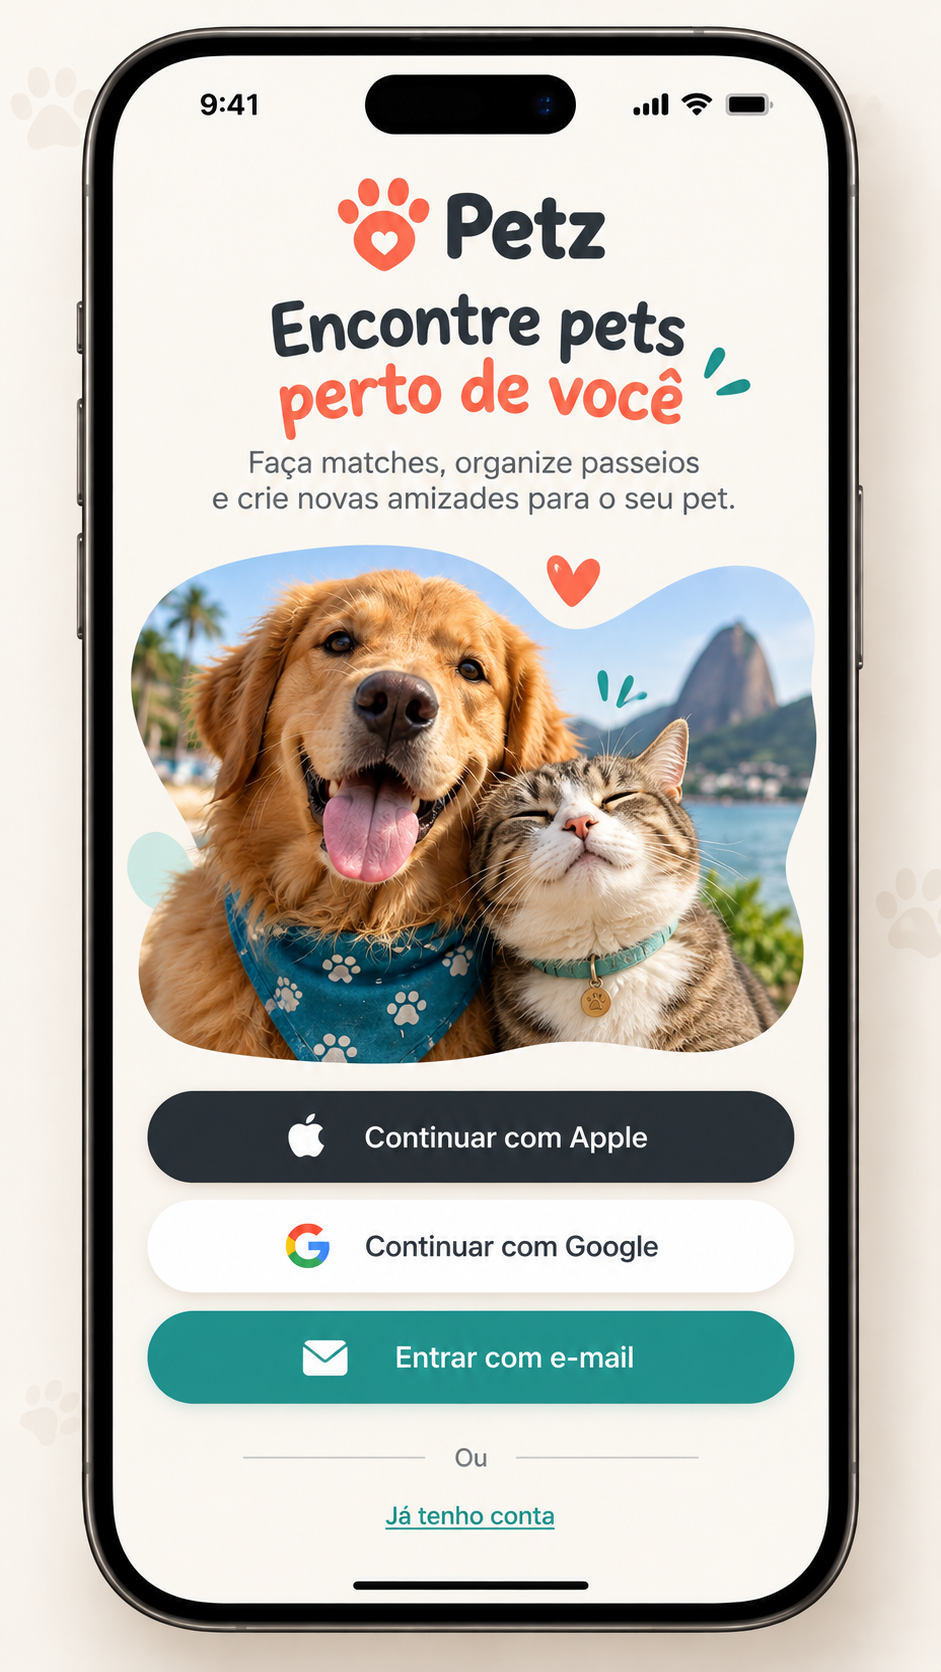 9:41
Petz
Encontre pets
perto de você
Faça matches, organize passeios
e crie novas amizades para o seu pet.
Continuar com Apple
Continuar com Google
Entrar com e-mail
Ou
Já tenho conta